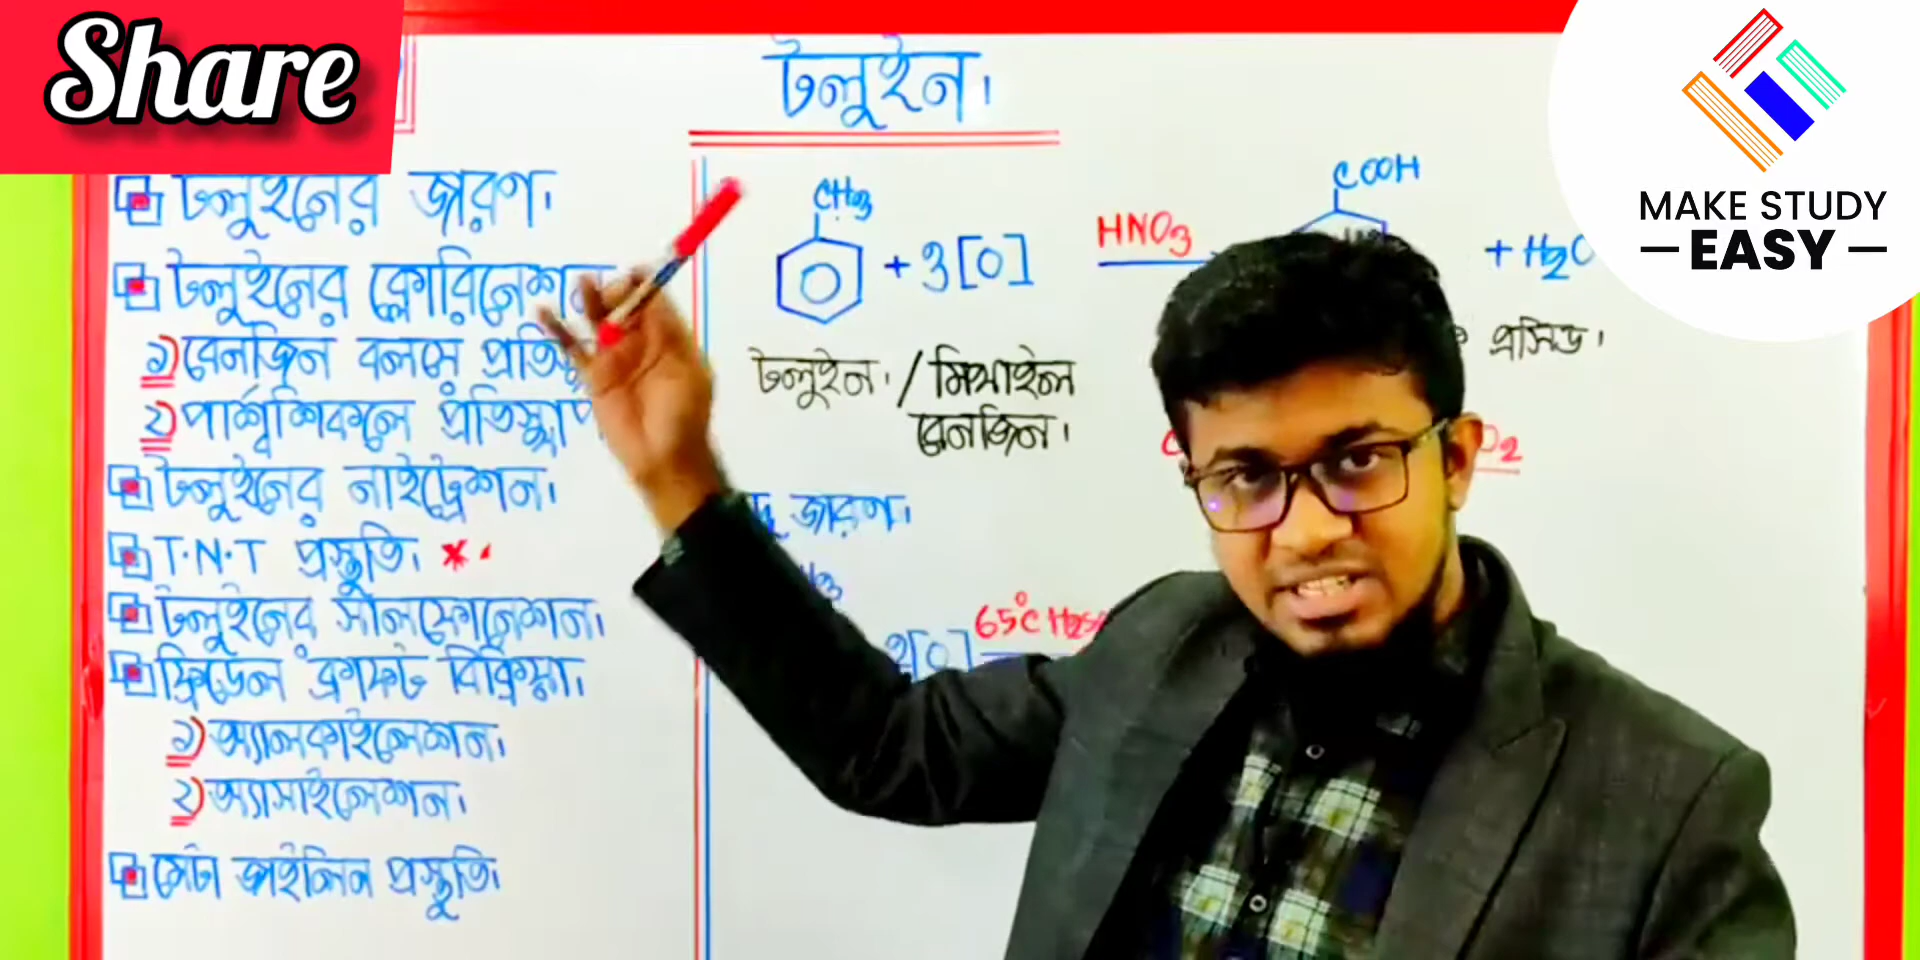 Share
MAKE STUDY
EASY
টলুইন।
টলুইনের জারণ।
টলুইনের ক্লোরিনেশন
১) বেনজিন বলয়ে
২) পার্শ্বশিকলে
টলুইনের নাইট্রেশন।
T.N.T প্রস্তুতি। *
টলুইনের সালফোনেশন।
ফ্রিডেল ক্রাফট বিক্রিয়া।
১) অ্যালকাইলেশন।
২) অ্যাসাইলেশন।
মেটা জাইলিন প্রস্তুতি।
CH3
+ 3[O]
HNO3
COOH
+ H2O
টলুইন। / মিথাইল
বেনজিন।
এসিড।
জারণ।
65°C